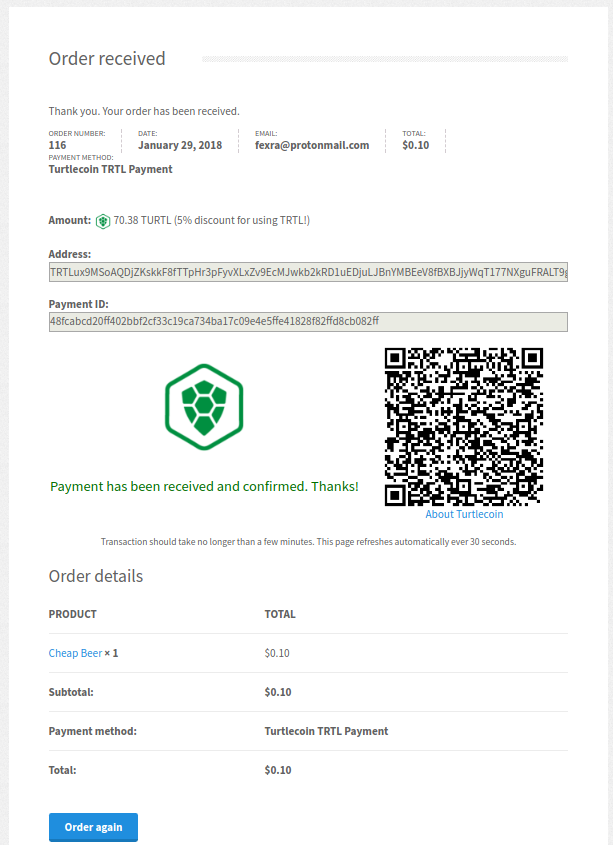 Order received
Thank you. Your order has been received.
ORDER NUMBER:
116
DATE:
January 29, 2018
EMAIL:
fexra@protonmail.com
TOTAL:
$0.10
PAYMENT METHOD:
Turtlecoin TRTL Payment
Amount: 70.38 TURTL (5% discount for using TRTL!)
Address:
TRTLux9MSoAQDjZKskkF8fTTpHr3pFyvXLxZv9EcMJwkb2kRD1uEDjuLJBnYMBEeV8fBXBJjyWqT177NXguFRALT9g
Payment ID:
48fcabcd20ff402bbf2cf33c19ca734ba17c09e4e5ffe41828f82ffd8cb082ff
Payment has been received and confirmed. Thanks!
About Turtlecoin
Transaction should take no longer than a few minutes. This page refreshes automatically ever 30 seconds.
Order details
PRODUCT TOTAL
Cheap Beer × 1 $0.10
Subtotal: $0.10
Payment method: Turtlecoin TRTL Payment
Total: $0.10
Order again